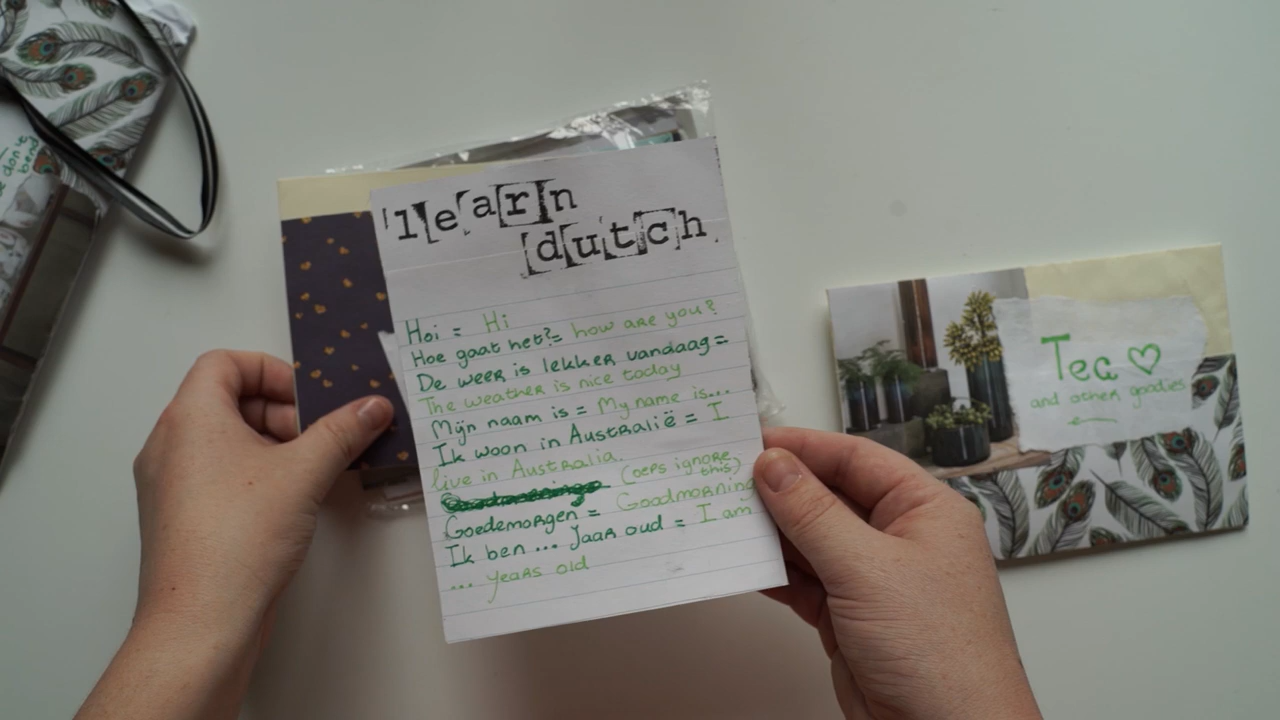 learn
dutch
Hoi = Hi
Hoe gaat het? = how are you?
De weer is lekker vandaag =
The weather is nice today
Mijn naam is = My name is...
Ik woon in Australië = I
live in Australia.
(oeps ignore
this)
Goedemorgen = Goodmorning
Ik ben ... jaar oud = I am
... years old
Tea ♡
and other goodies
don't
bend